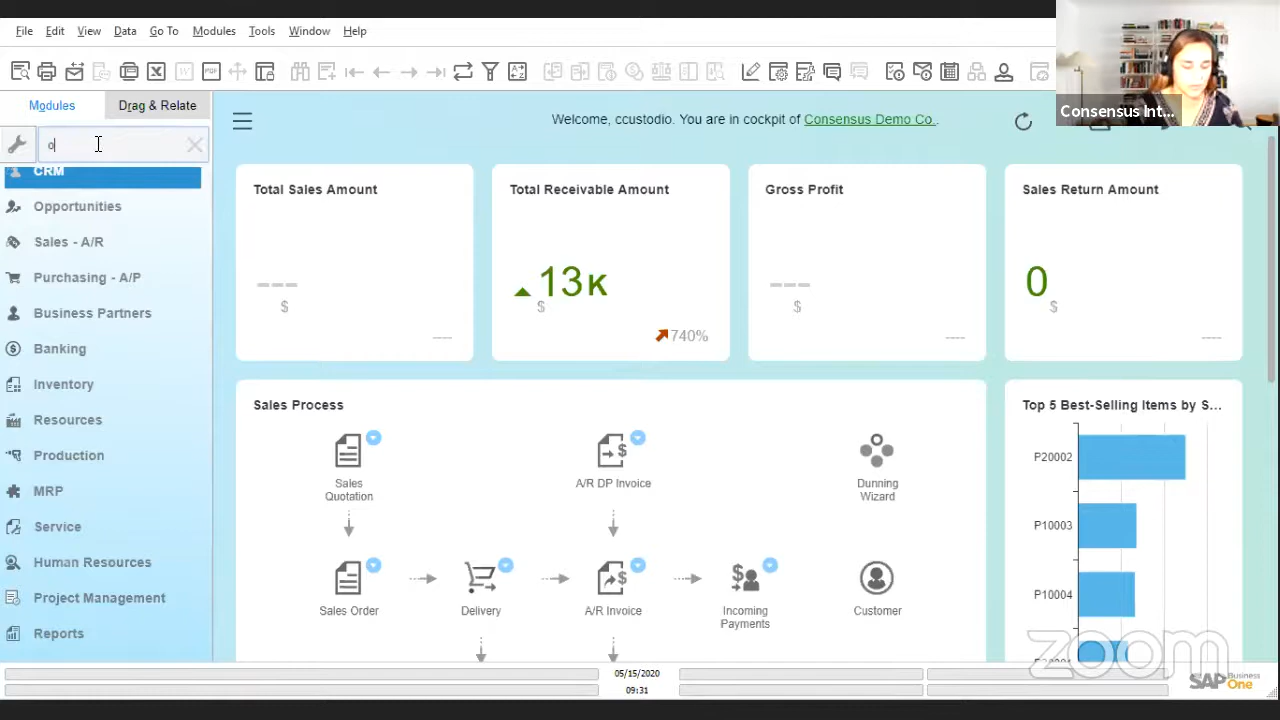 File Edit View Data Go To Modules Tools Window Help
W PDF
Consensus Int...
Modules Drag & Relate
Welcome, ccustodio. You are in cockpit of Consensus Demo Co. .
o
CRM
Opportunities
Sales - A/R
Purchasing - A/P
Business Partners
Banking
Inventory
Resources
Production
MRP
Service
Human Resources
Project Management
Reports
Total Sales Amount
---
$
Total Receivable Amount
13K
$
740%
Gross Profit
---
$
Sales Return Amount
0
$
Sales Process
Sales
Quotation
A/R DP Invoice
Dunning
Wizard
Sales Order
Delivery
A/R Invoice
Incoming
Payments
Customer
Top 5 Best-Selling Items by S...
P20002
P10003
P10004
zoom
05/15/2020
09:31
SAP Business
One